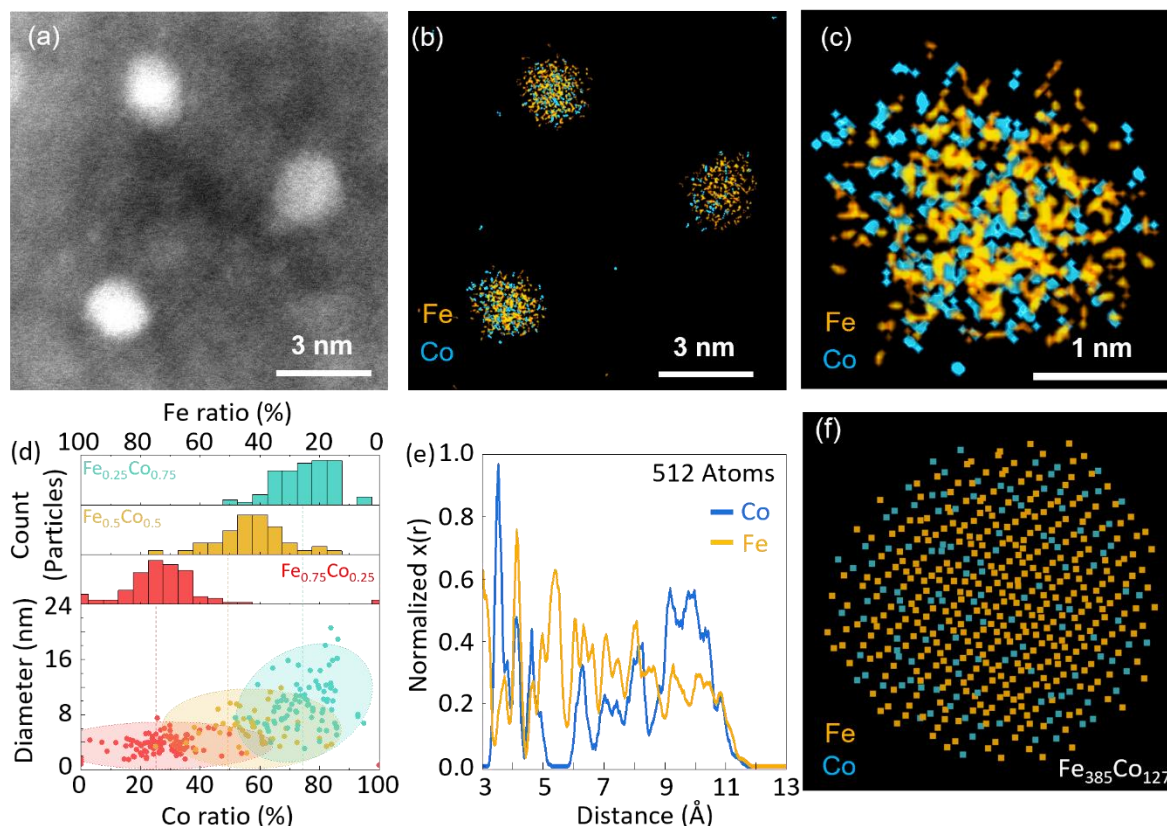 (a)
3 nm
(b)
Fe
Co
3 nm
(c)
Fe
Co
1 nm
(d)
Fe ratio (%)
100 80 60 40 20 0
Count
(Particles)
Fe0.25Co0.75
Fe0.5Co0.5
Fe0.75Co0.25
Diameter (nm)
24
16
8
0
0 20 40 60 80 100
Co ratio (%)
(e)
Normalized x(r)
1.0
0.8
0.6
0.4
0.2
0.0
512 Atoms
Co
Fe
3 5 7 9 11 13
Distance (Å)
(f)
Fe
Co
Fe385Co127